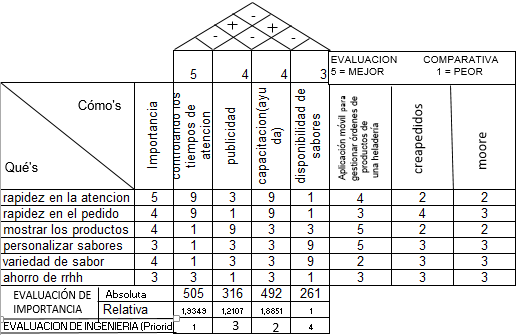 +
- +
+ + -
5 4 4 3
EVALUACION COMPARATIVA
5 = MEJOR 1 = PEOR
Cómo's
Qué's
Importancia
controlando los
tiempos de
atencion
publicidad
capacitacion(ayu
da)
disponibilidad de
sabores
Aplicación móvil para
gestionar órdenes de
productos de
una heladería
creapedidos
moore
rapidez en la atencion 5 9 3 9 1 4 2 2
rapidez en el pedido 4 9 1 9 1 3 4 3
mostrar los productos 4 1 9 3 3 5 2 2
personalizar sabores 3 1 3 3 9 5 3 3
variedad de sabor 4 1 3 3 9 2 3 3
ahorro de rrhh 3 3 1 3 1 3 3 3
EVALUACIÓN DE Absoluta 505 316 492 261
IMPORTANCIA Relativa 1,9349 1,2107 1,8851 1
EVALUACION DE INGENIERIA (Priorid 1 3 2 4